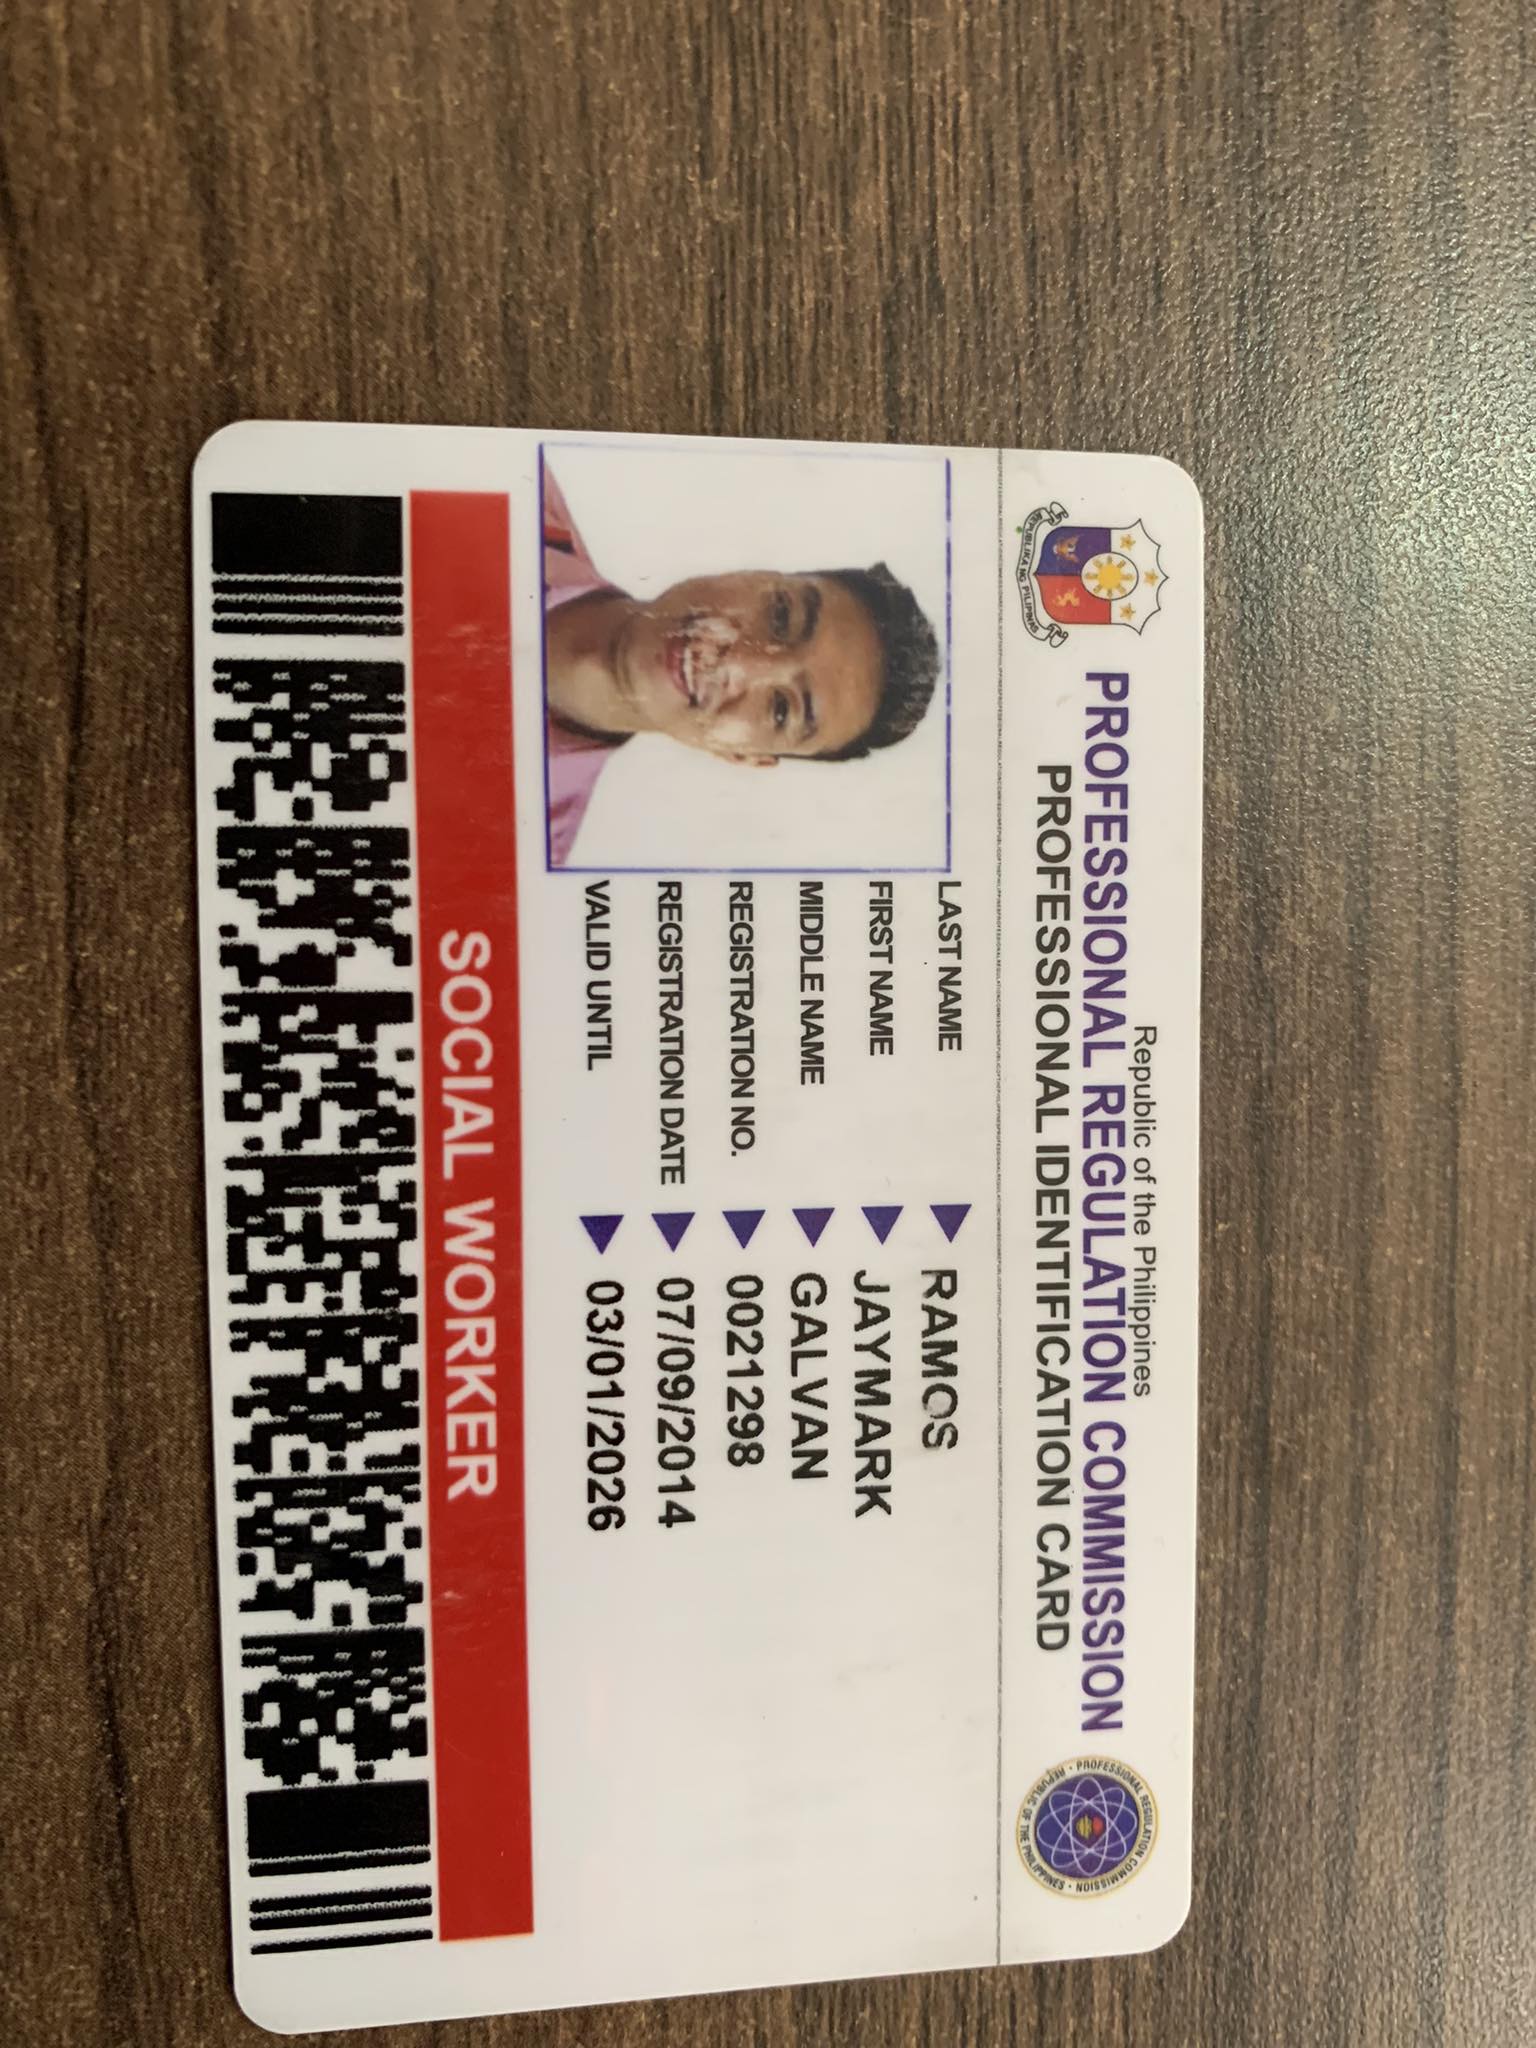 Republic of the Philippines
PROFESSIONAL REGULATION COMMISSION
PROFESSIONAL IDENTIFICATION CARD
REPUBLIKA NG PILIPINAS
PROFESSIONAL REGULATION COMMISSION • REPUBLIC OF THE PHILIPPINES •
LAST NAME ▶ RAMOS
FIRST NAME ▶ JAYMARK
MIDDLE NAME ▶ GALVAN
REGISTRATION NO. ▶ 0021298
REGISTRATION DATE ▶ 07/09/2014
VALID UNTIL ▶ 03/01/2026
SOCIAL WORKER